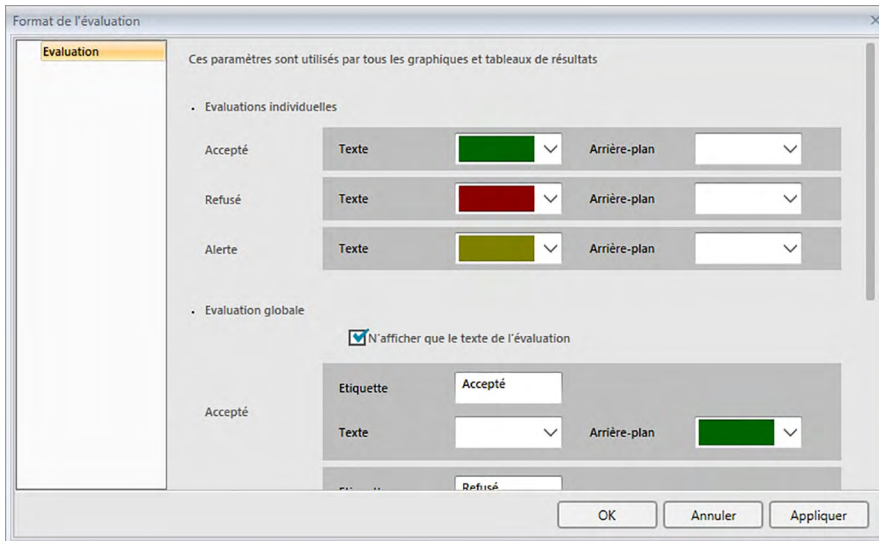 Format de l'évaluation
Evaluation
Ces paramètres sont utilisés par tous les graphiques et tableaux de résultats
• Evaluations individuelles
Accepté Texte Arrière-plan
Refusé Texte Arrière-plan
Alerte Texte Arrière-plan
• Evaluation globale
N'afficher que le texte de l'évaluation
Etiquette Accepté
Accepté
Texte Arrière-plan
Refusé
OK Annuler Appliquer